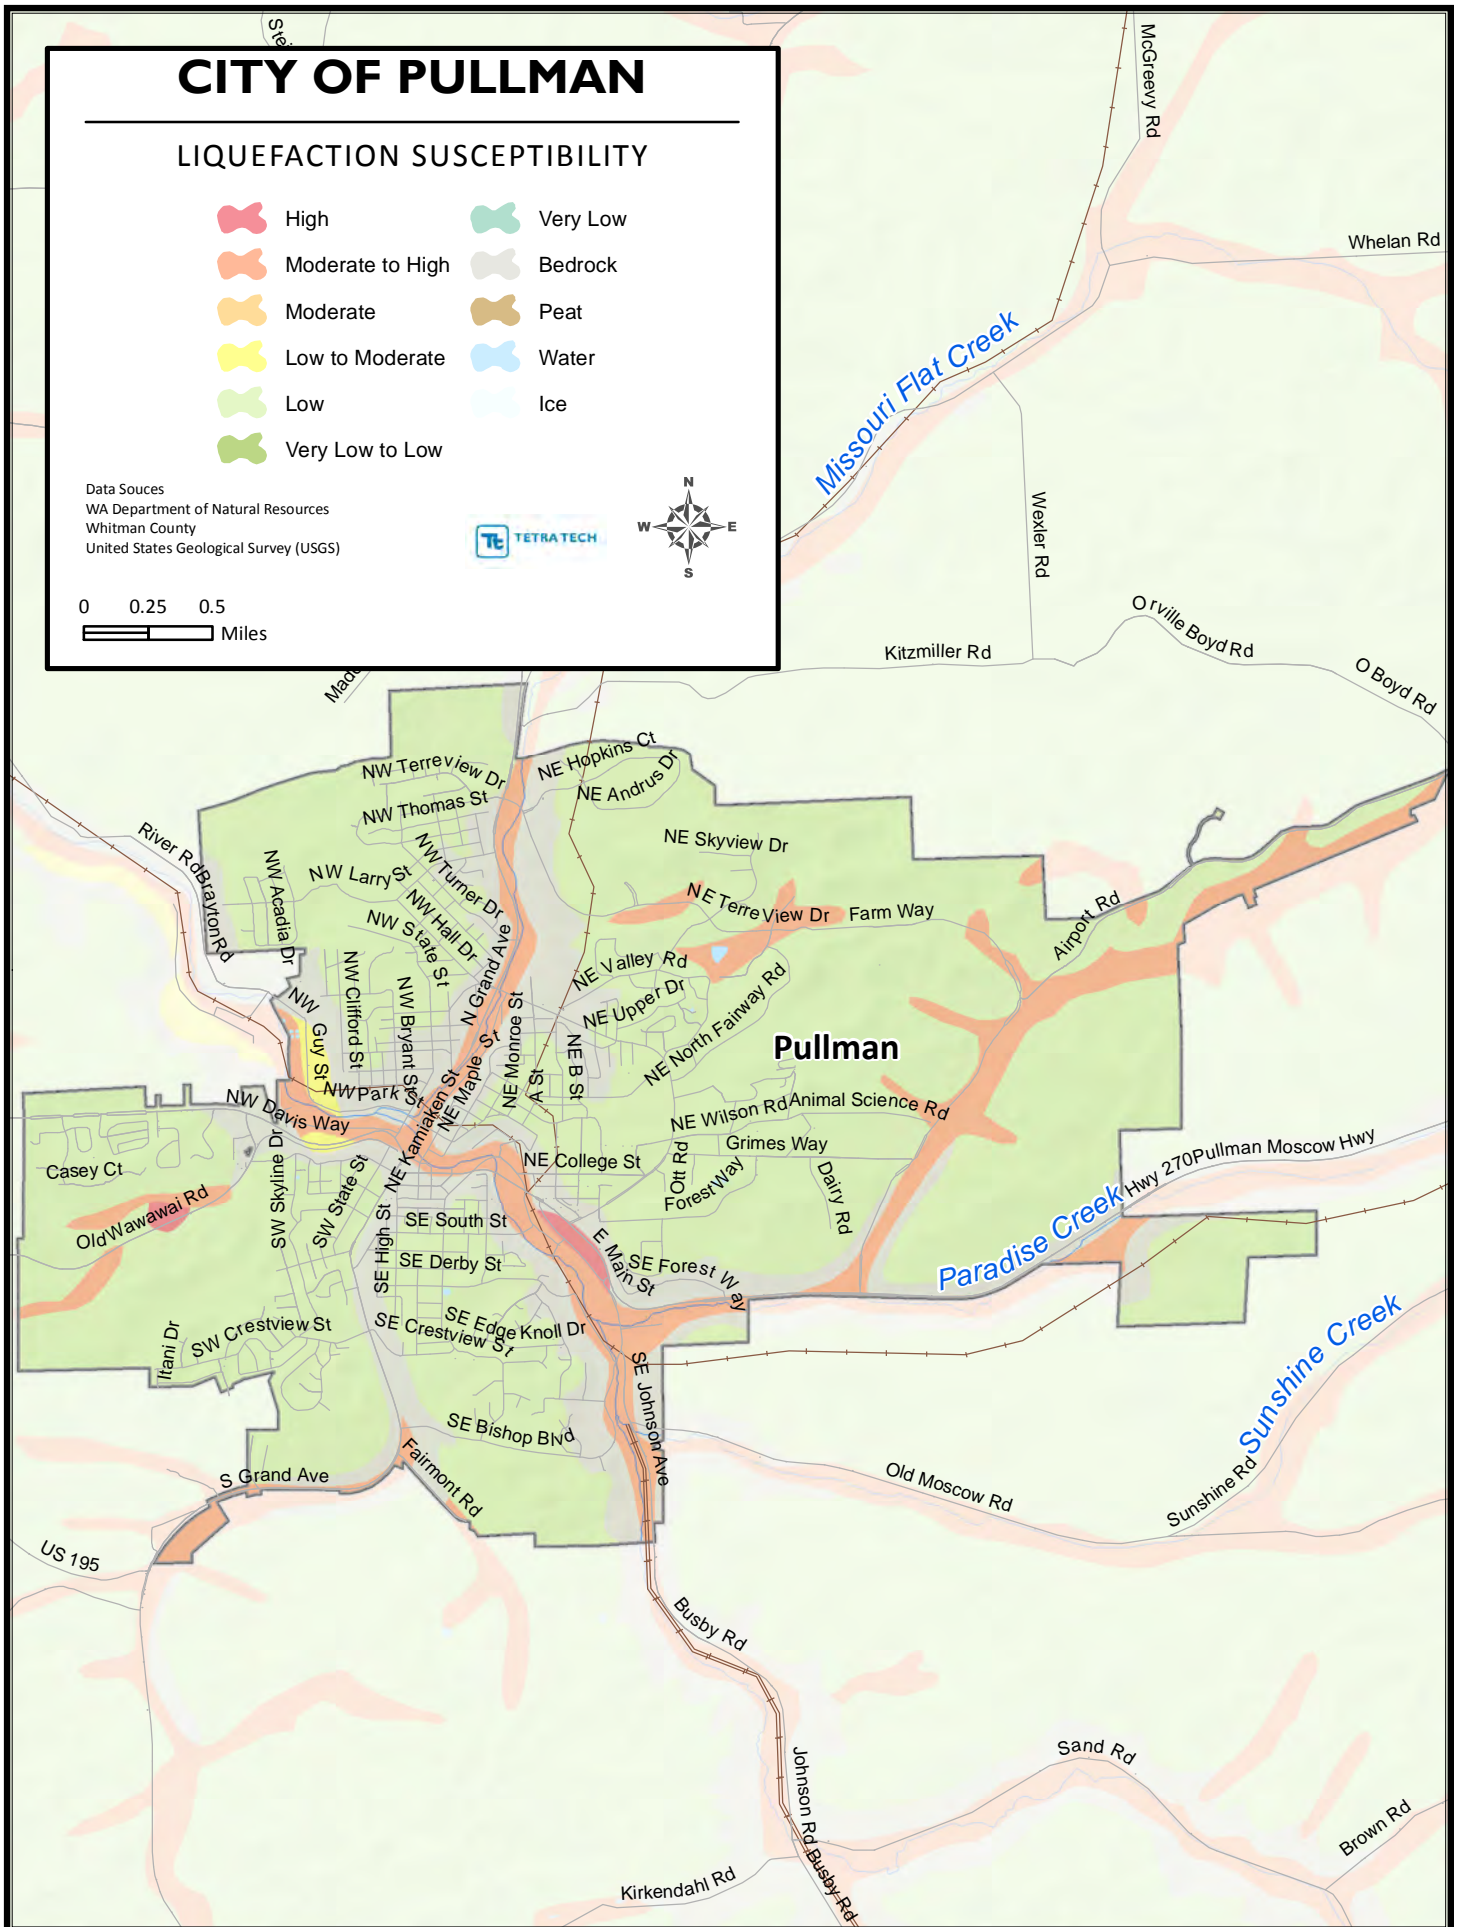 CITY OF PULLMAN
LIQUEFACTION SUSCEPTIBILITY
High
Moderate to High
Moderate
Low to Moderate
Low
Very Low to Low
Very Low
Bedrock
Peat
Water
Ice
Data Souces
WA Department of Natural Resources
Whitman County
United States Geological Survey (USGS)
Tt TETRA TECH
N
W E
S
0 0.25 0.5
Miles
McGreevy Rd
Whelan Rd
Missouri Flat Creek
Wexler Rd
Orville Boyd Rd
Kitzmiller Rd
O Boyd Rd
NE Hopkins Ct
NW Terreview Dr
NE Andrus Dr
NW Thomas St
River Rd
NE Skyview Dr
NW Turner Dr
NW Larry St
Brayton Rd
NW Acadia Dr
NW Hall Dr
NE Terre View Dr
Farm Way
Airport Rd
NW State St
N Grand Ave
NE Valley Rd
NW Clifford St
NW Bryant St
NE Upper Dr
NE North Fairway Rd
NW Guy St
NE Monroe St
NE Maple St
A St
NE B St
Pullman
NW Park St
NE Kamiaken St
NW Davis Way
NE Wilson Rd
Animal Science Rd
Grimes Way
Hwy 270
Pullman Moscow Hwy
Casey Ct
SW Skyline Dr
SW State St
NE College St
Ott Rd
Forest Way
Dairy Rd
Old Wawawai Rd
SE High St
SE South St
E Main St
Paradise Creek
SE Derby St
SE Forest Way
SW Crestview St
Itani Dr
SE Edge Knoll Dr
SE Crestview St
Sunshine Creek
SE Johnson Ave
SE Bishop Blvd
Fairmont Rd
S Grand Ave
Old Moscow Rd
Sunshine Rd
US 195
Busby Rd
Johnson Rd
Sand Rd
Brown Rd
Kirkendahl Rd
Busby Rd